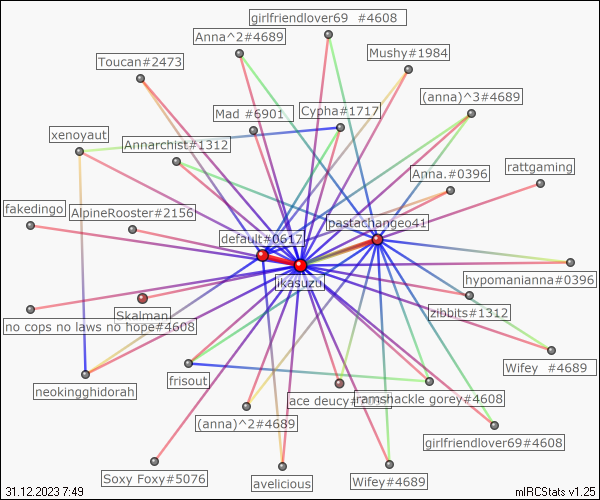 girlfriendlover69 #4608
Anna^2#4689
Mushy#1984
Toucan#2473
(anna)^3#4689
Mad #6901
Cypha#1717
xenoyaut
Annarchist#1312
Anna.#0396
rattgaming
fakedingo
AlpineRooster#2156
pastachangeo41
default#0617
ikasuzu
hypomanianna#0396
Skalman
zibbits#1312
no cops no laws no hope#4608
Wifey #4689
frisout
neokingghidorah
ace deucy#
ramshackle gorey#4608
(anna)^2#4689
girlfriendlover69#4608
Soxy Foxy#5076
avelicious
Wifey#4689
31.12.2023 7:49
mIRCStats v1.25